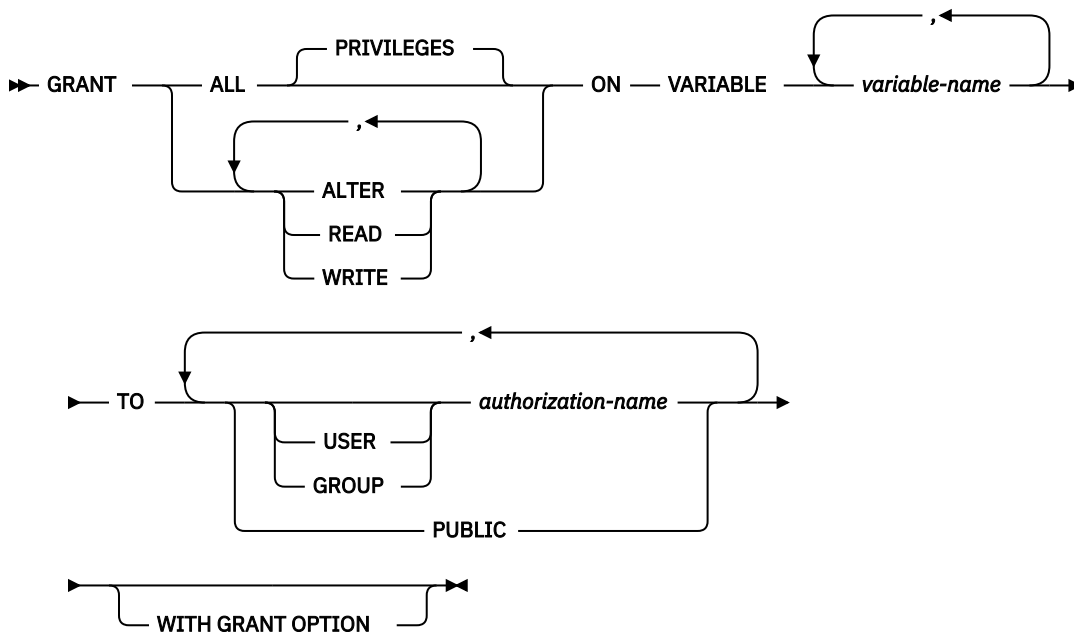 ,
PRIVILEGES
GRANT ALL ON VARIABLE variable-name
,
ALTER
READ
WRITE
,
TO authorization-name
USER
GROUP
PUBLIC
WITH GRANT OPTION